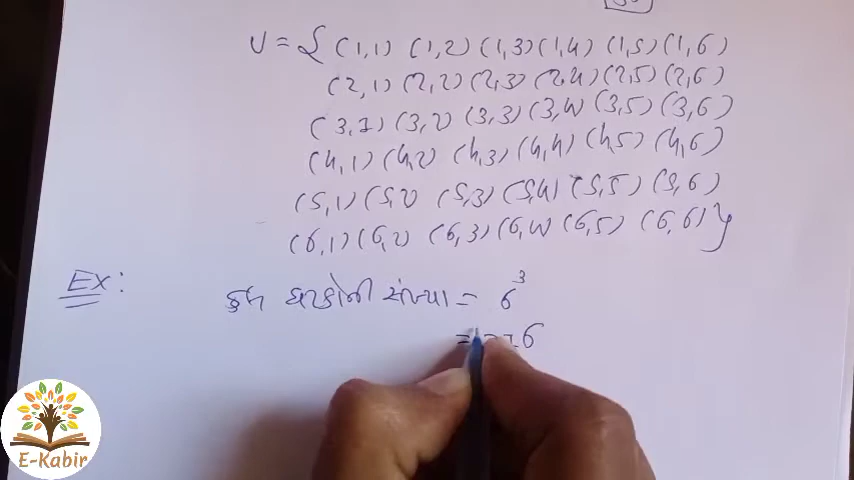 U = { (1,1) (1,2) (1,3) (1,4) (1,5) (1,6)
(2,1) (2,2) (2,3) (2,4) (2,5) (2,6)
(3,1) (3,2) (3,3) (3,4) (3,5) (3,6)
(4,1) (4,2) (4,3) (4,4) (4,5) (4,6)
(5,1) (5,2) (5,3) (5,4) (5,5) (5,6)
(6,1) (6,2) (6,3) (6,4) (6,5) (6,6) }
Ex: કુલ ઘટકોની સંખ્યા = 6³
= 216
E-Kabir